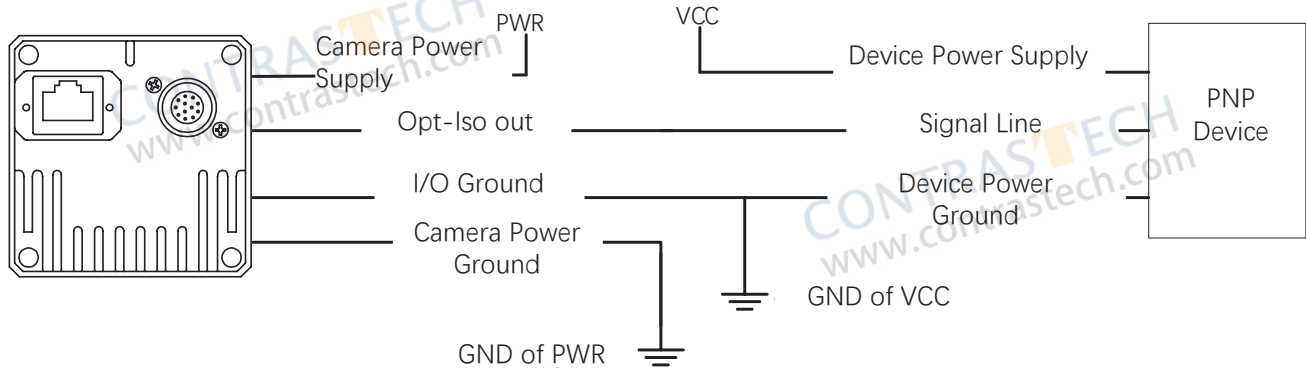 PWR
VCC
Camera Power
Supply
Device Power Supply
PNP
Device
Opt-Iso out
Signal Line
I/O Ground
Device Power
Ground
Camera Power
Ground
GND of VCC
GND of PWR
CONTRASTECH
www.contrastech.com
CONTRASTECH
www.contrastech.com